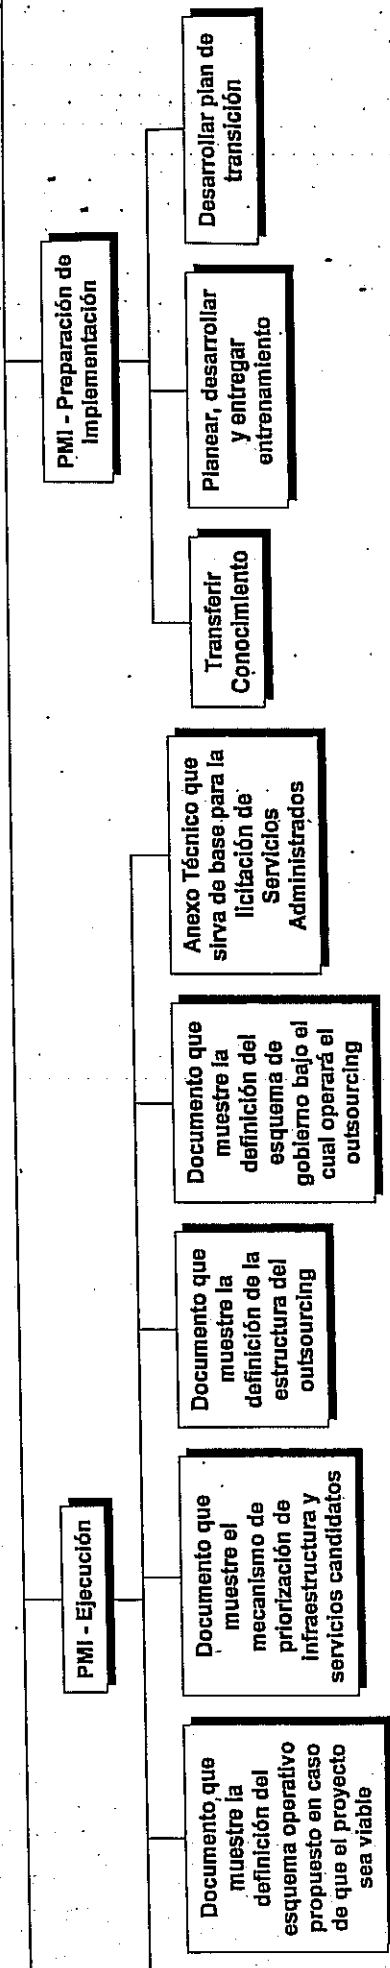 PMI - Ejecución
Documento que
muestre la
definición del
esquema operativo
propuesto en caso
de que el proyecto
sea viable
Documento que
muestre el
mecanismo de
priorización de
infraestructura y
servicios candidatos
Documento que
muestre la
definición de la
estructura del
outsourcing
Documento que
muestre la
definición del
esquema de
gobierno bajo el
cual operará el
outsourcing
Anexo Técnico que
sirva de base para la
licitación de
Servicios
Administrados
PMI - Preparación de
Implementación
Transferir
Conocimiento
Planear, desarrollar
y entregar
entrenamiento
Desarrollar plan de
transición